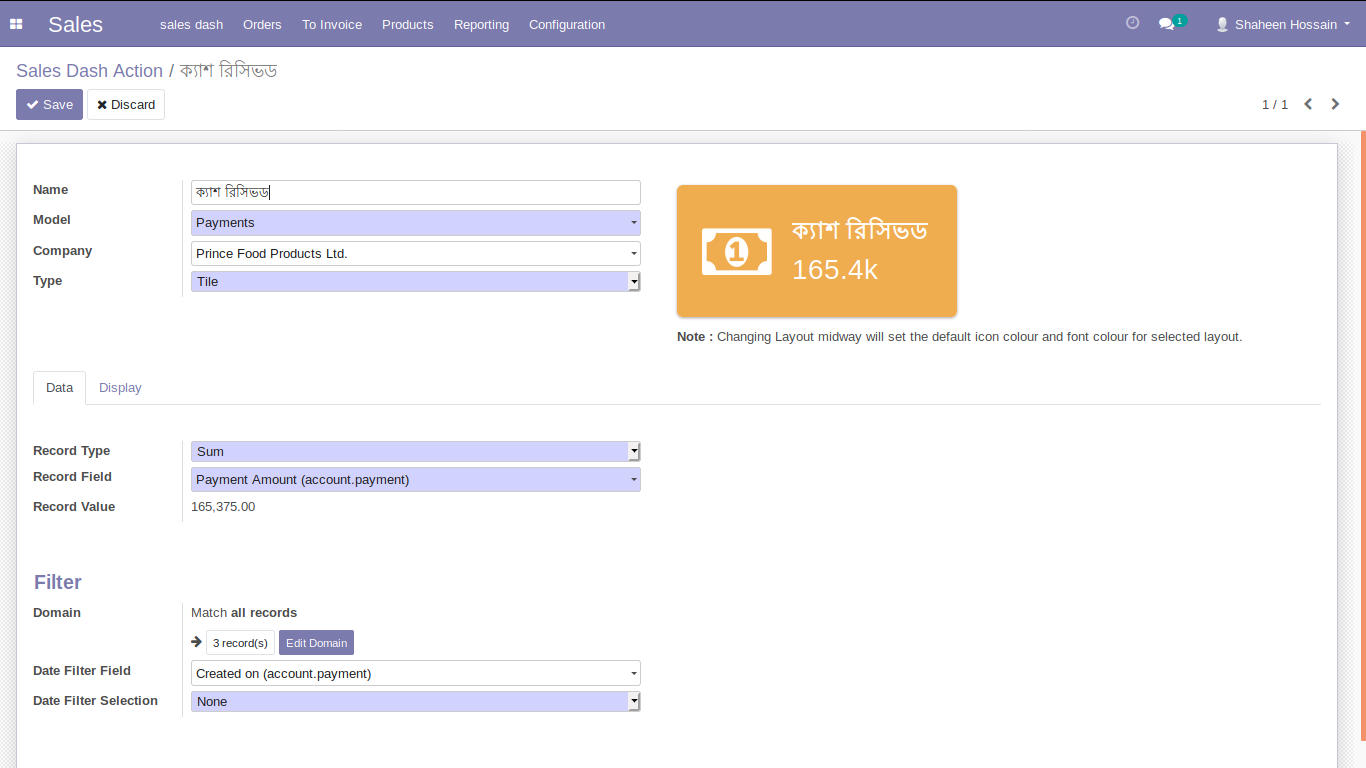 Sales
sales dash Orders To Invoice Products Reporting Configuration
1
Shaheen Hossain
Sales Dash Action / ক্যাশ রিসিভড
Save Discard
1 / 1
Name ক্যাশ রিসিভড
Model Payments
Company Prince Food Products Ltd.
Type Tile
1
ক্যাশ রিসিভড
165.4k
Note : Changing Layout midway will set the default icon colour and font colour for selected layout.
Data Display
Record Type Sum
Record Field Payment Amount (account.payment)
Record Value 165,375.00
Filter
Domain Match all records
3 record(s) Edit Domain
Date Filter Field Created on (account.payment)
Date Filter Selection None